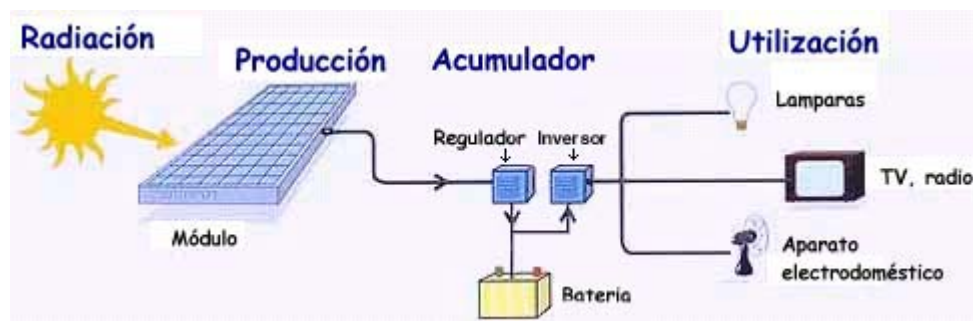 Radiación
Producción
Acumulador
Utilización
Lamparas
Regulador
Inversor
TV, radio
Módulo
Aparato
electrodoméstico
Bateria